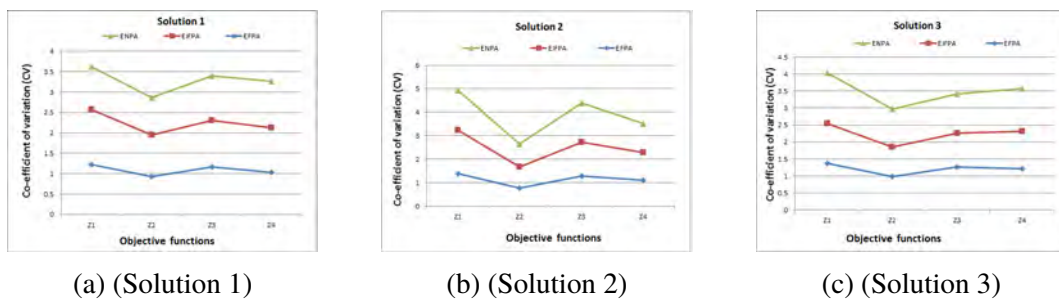 Solution 1
ENPA EIFPA EFPA
Co-efficient of variation (CV)
4
3.5
3
2.5
2
1.5
1
0.5
0
Z1 Z2 Z3 Z4
Objective functions
(a) (Solution 1)
Solution 2
ENPA EIFPA EFPA
Co-efficient of variation (CV)
6
5
4
3
2
1
0
Z1 Z2 Z3 Z4
Objective functions
(b) (Solution 2)
Solution 3
ENPA EIFPA EFPA
Co-efficient of variation (CV)
4.5
4
3.5
3
2.5
2
1.5
1
0.5
0
Z1 Z2 Z3 Z4
Objective functions
(c) (Solution 3)